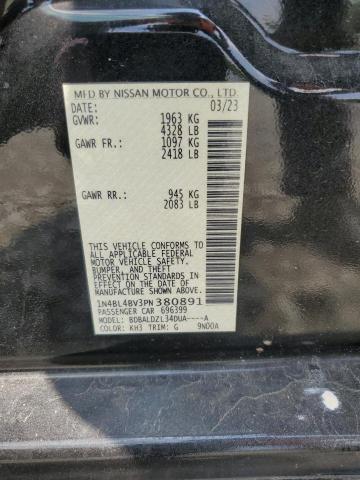 MFD BY NISSAN MOTOR CO., LTD.
DATE: 03/23
GVWR: 1963 KG
4328 LB
GAWR FR.: 1097 KG
2418 LB
GAWR RR.: 945 KG
2083 LB
THIS VEHICLE CONFORMS TO
ALL APPLICABLE FEDERAL
MOTOR VEHICLE SAFETY,
BUMPER, AND THEFT
PREVENTION STANDARDS IN
EFFECT ON THE DATE OF
MANUFACTURE SHOWN ABOVE.
1N4BL4BV3PN380891
PASSENGER CAR 696399
MODEL: BDBALDZL34DUA----A
COLOR: KH3 TRIM: G 9N00A